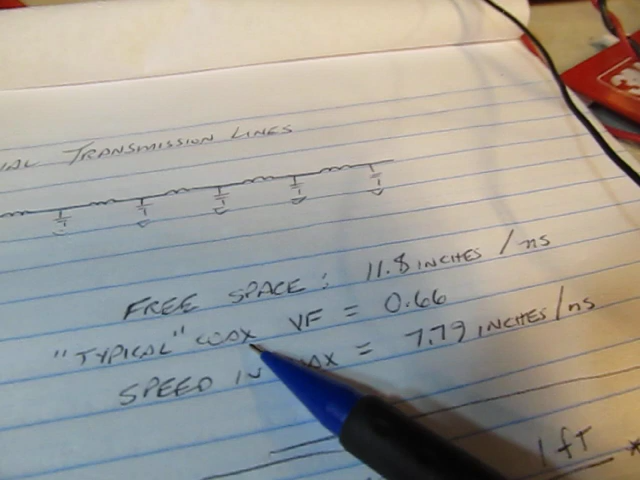 IAL TRANSMISSION LINES
FREE SPACE: 11.8 INCHES / ns
"TYPICAL" COAX VF = 0.66
SPEED IN = 7.79 INCHES/ns
1 ft *